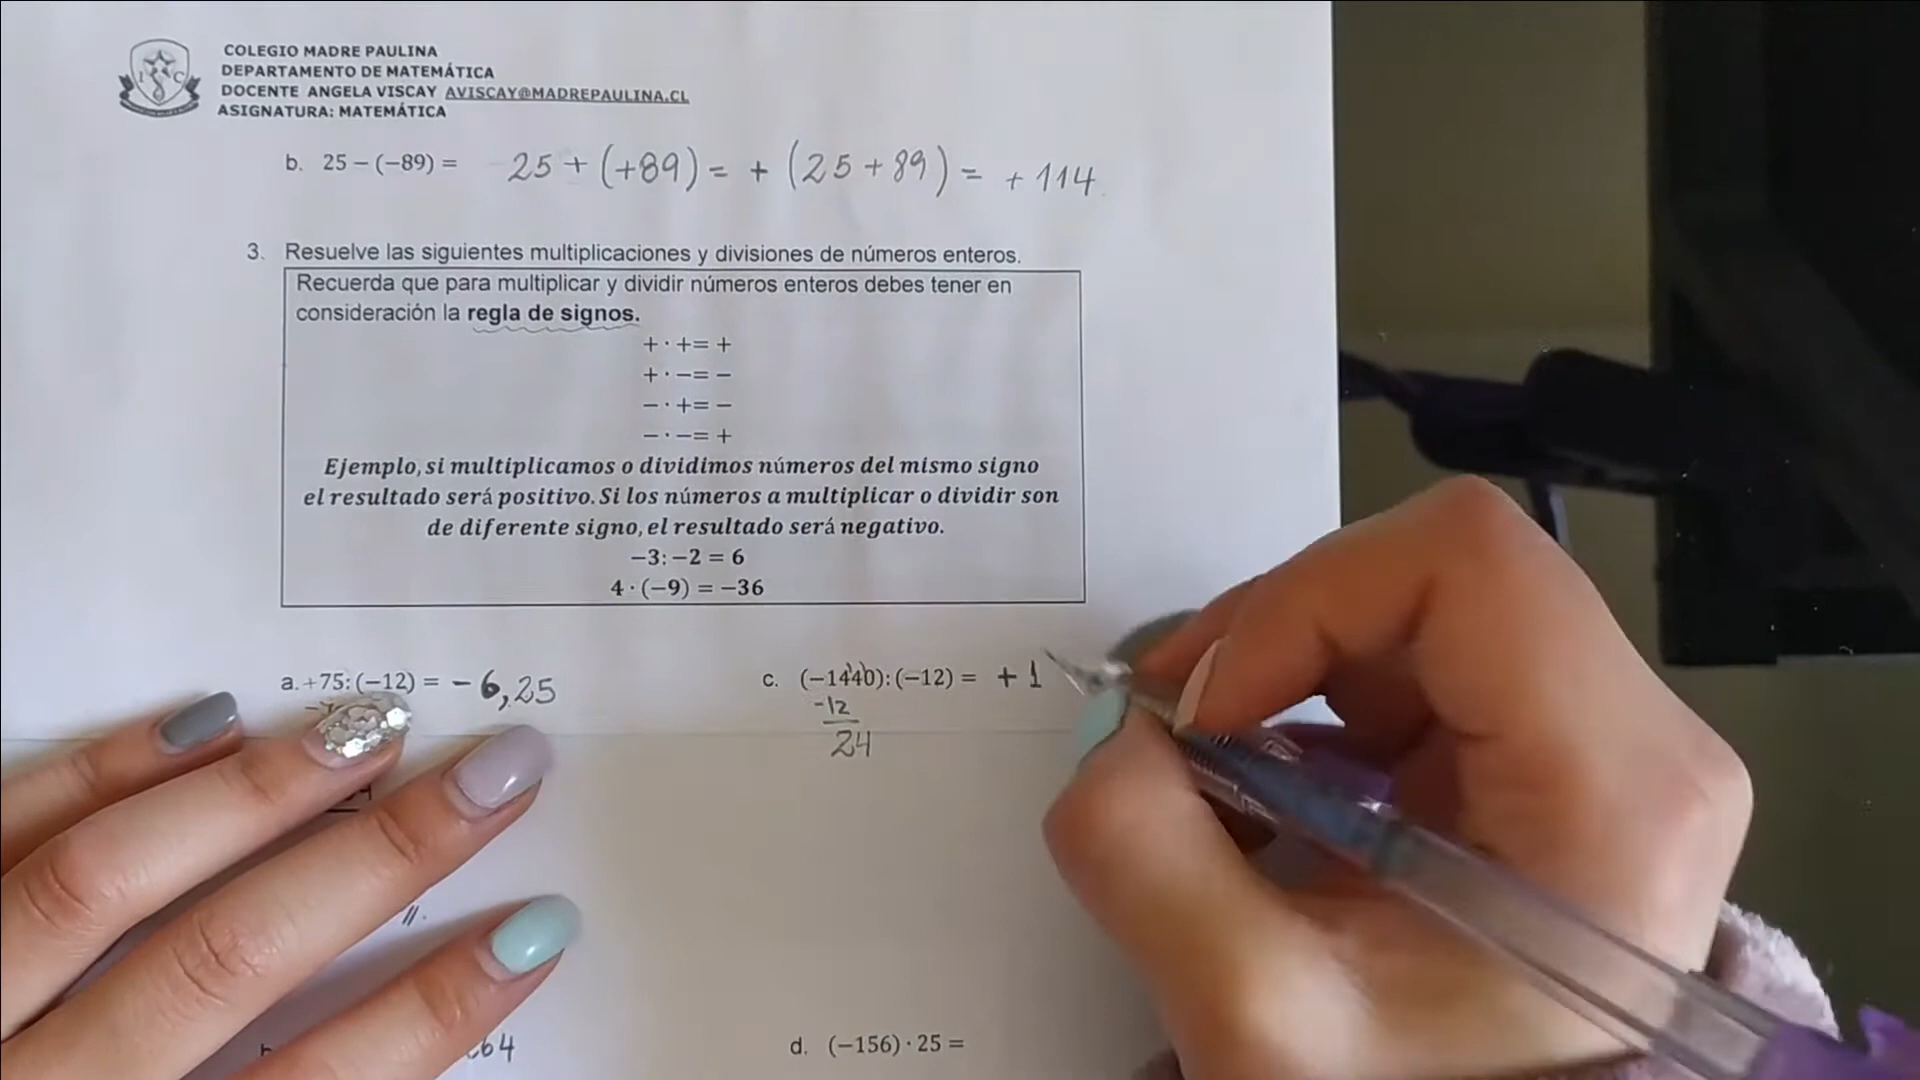 COLEGIO MADRE PAULINA
DEPARTAMENTO DE MATEMÁTICA
DOCENTE ANGELA VISCAY AVISCAY@MADREPAULINA.CL
ASIGNATURA: MATEMÁTICA
b. 25 − (−89) = 25 + (+89) = + (25 + 89) = + 114
3. Resuelve las siguientes multiplicaciones y divisiones de números enteros.
Recuerda que para multiplicar y dividir números enteros debes tener en
consideración la regla de signos.
+ · += +
+ · −= −
− · += −
− · −= +
Ejemplo, si multiplicamos o dividimos números del mismo signo
el resultado será positivo. Si los números a multiplicar o dividir son
de diferente signo, el resultado será negativo.
−3: −2 = 6
4 · (−9) = −36
a. +75: (−12) = - 6,25
c. (−1440): (−12) = + 1
-12
24
64
d. (−156) · 25 =